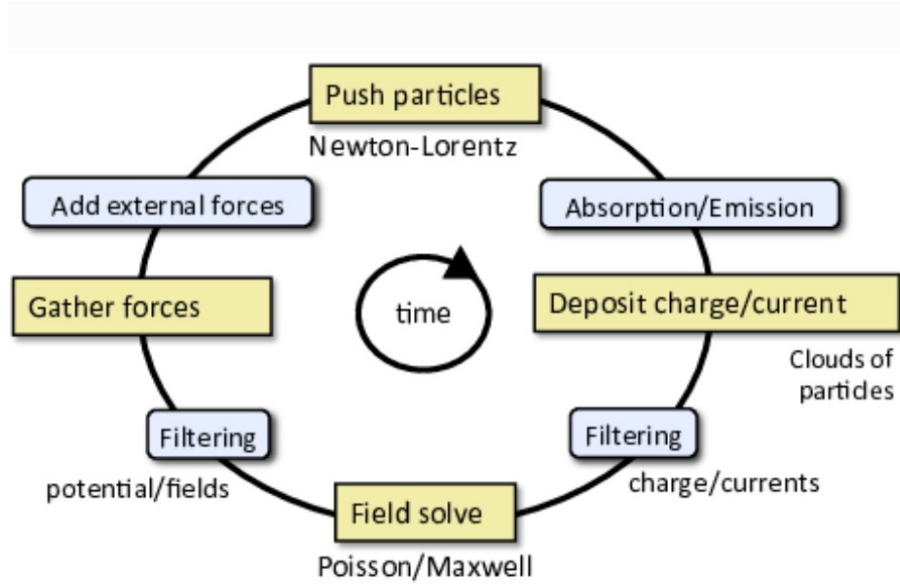 Push particles
Newton-Lorentz
Add external forces
Absorption/Emission
Gather forces
time
Deposit charge/current
Clouds of
particles
Filtering
Filtering
potential/fields
charge/currents
Field solve
Poisson/Maxwell